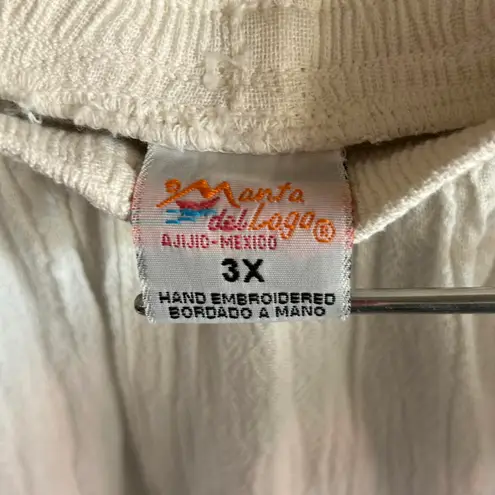 Manta
del Lago®
AJIJIC-MEXICO
3X
HAND EMBROIDERED
BORDADO A MANO